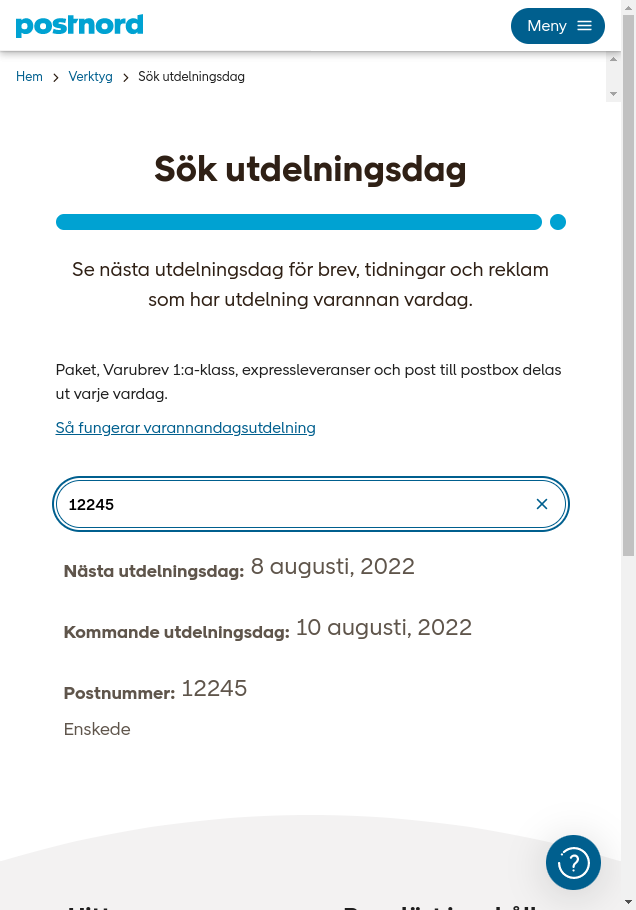 postnord
Meny
Hem > Verktyg > Sök utdelningsdag
Sök utdelningsdag
Se nästa utdelningsdag för brev, tidningar och reklam
som har utdelning varannan vardag.
Paket, Varubrev 1:a-klass, expressleveranser och post till postbox delas
ut varje vardag.
Så fungerar varannandagsutdelning
12245
Nästa utdelningsdag: 8 augusti, 2022
Kommande utdelningsdag: 10 augusti, 2022
Postnummer: 12245
Enskede
?